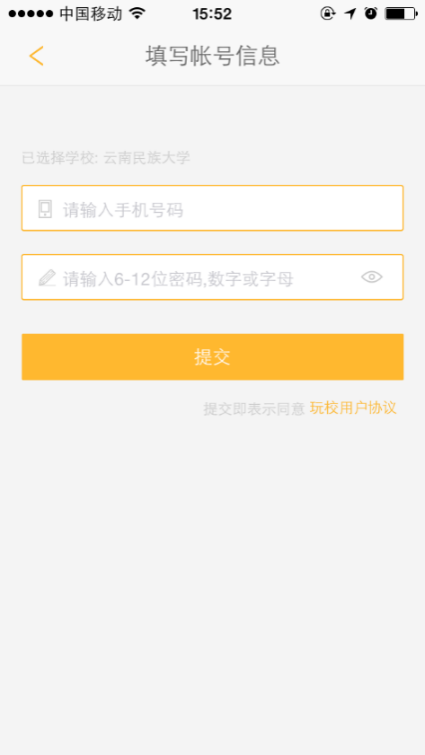 中国移动 15:52
填写帐号信息
已选择学校: 云南民族大学
请输入手机号码
请输入6-12位密码,数字或字母
提交
提交即表示同意 玩校用户协议